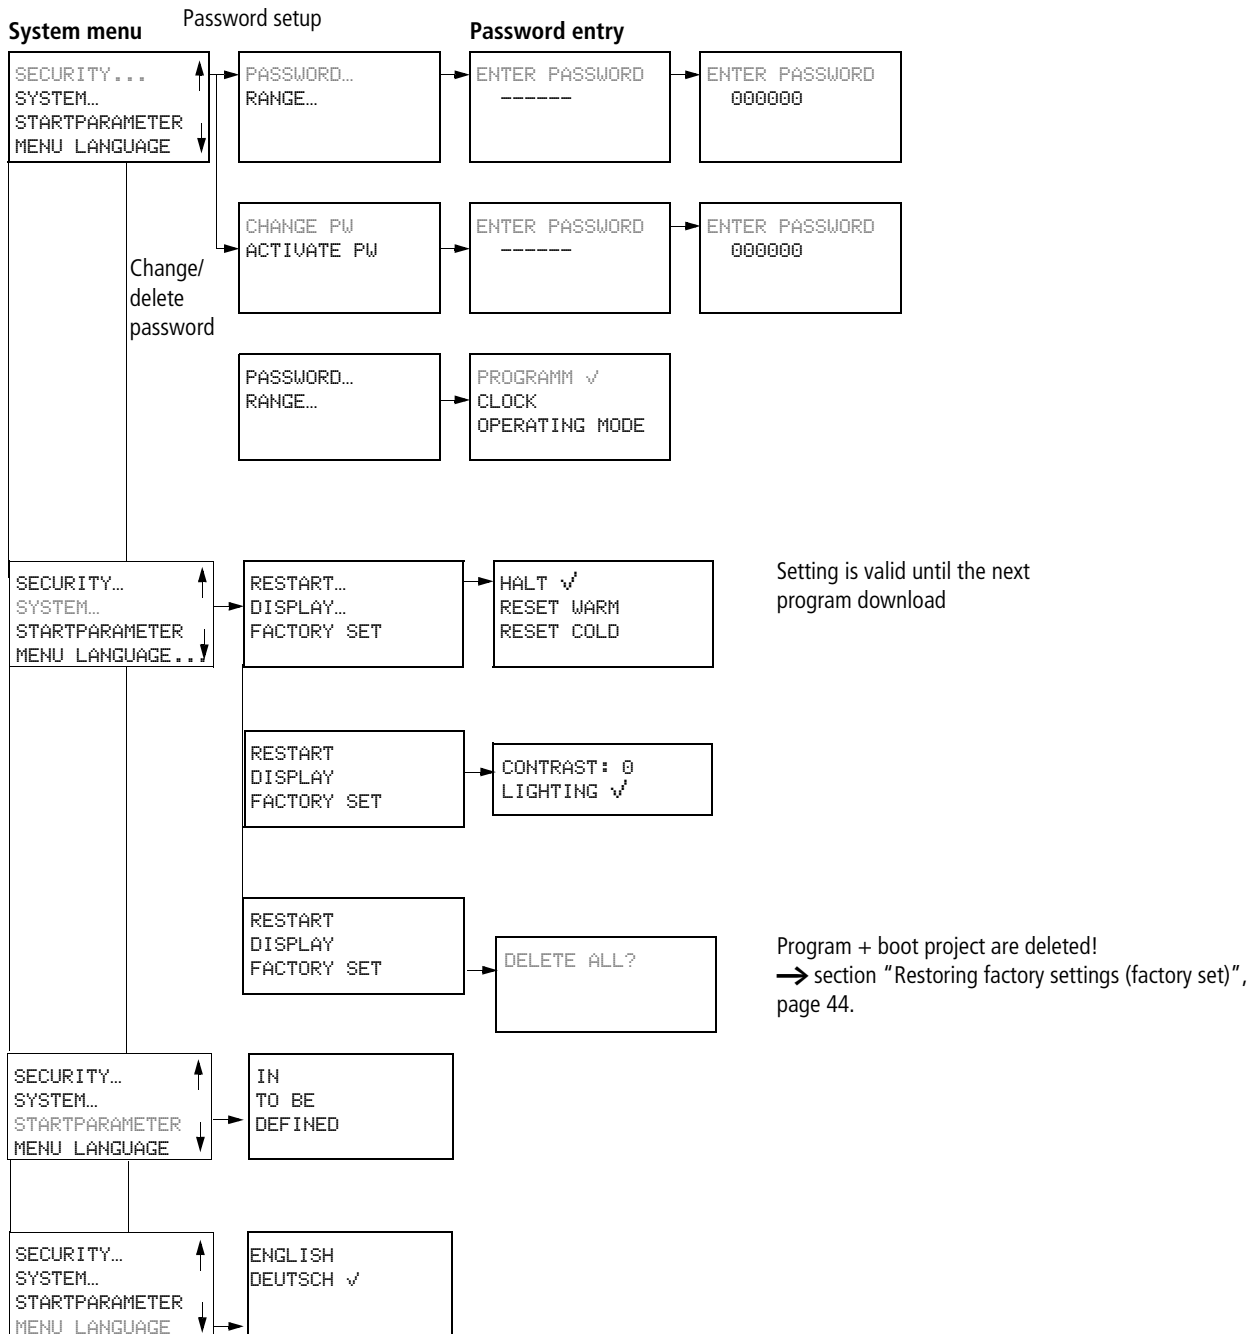 Password setup
System menu
Password entry
SECURITY...
SYSTEM…
STARTPARAMETER
MENU LANGUAGE
PASSWORD…
RANGE…
ENTER PASSWORD
------
ENTER PASSWORD
000000
CHANGE PW
ACTIVATE PW
ENTER PASSWORD
------
ENTER PASSWORD
000000
Change/
delete
password
PASSWORD…
RANGE…
PROGRAMM √
CLOCK
OPERATING MODE
SECURITY…
SYSTEM…
STARTPARAMETER
MENU LANGUAGE...
RESTART…
DISPLAY…
FACTORY SET
HALT √
RESET WARM
RESET COLD
Setting is valid until the next
program download
RESTART
DISPLAY
FACTORY SET
CONTRAST: 0
LIGHTING √
RESTART
DISPLAY
FACTORY SET
DELETE ALL?
Program + boot project are deleted!
→ section "Restoring factory settings (factory set)",
page 44.
SECURITY…
SYSTEM…
STARTPARAMETER
MENU LANGUAGE
IN
TO BE
DEFINED
SECURITY…
SYSTEM…
STARTPARAMETER
MENU LANGUAGE
ENGLISH
DEUTSCH √